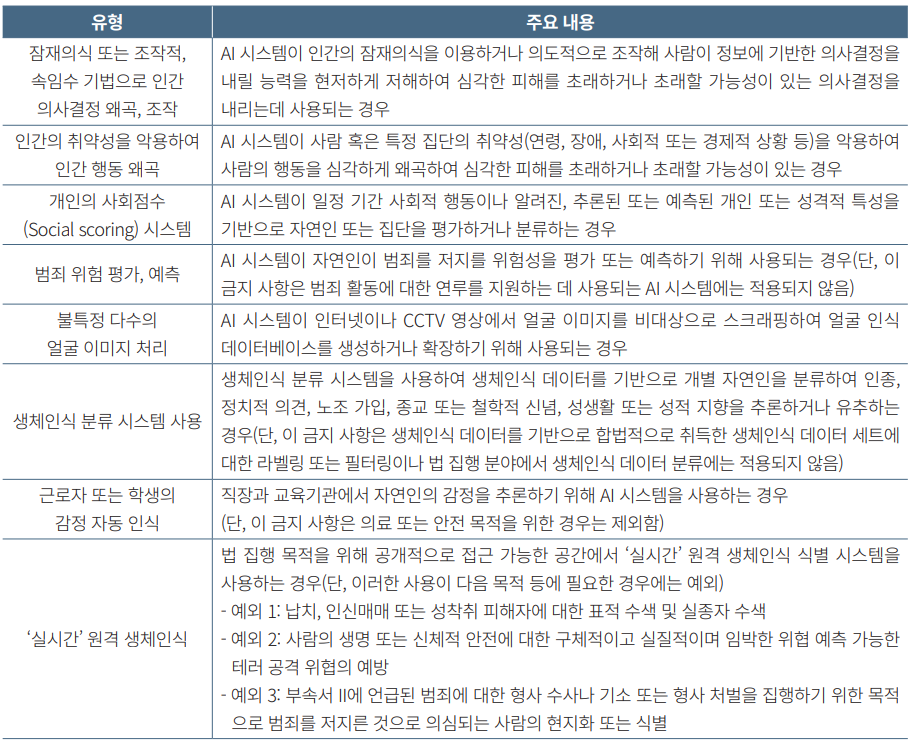 유형
주요 내용
잠재의식 또는 조작적,
속임수 기법으로 인간
의사결정 왜곡, 조작
AI 시스템이 인간의 잠재의식을 이용하거나 의도적으로 조작해 사람이 정보에 기반한 의사결정을
내릴 능력을 현저하게 저해하여 심각한 피해를 초래하거나 초래할 가능성이 있는 의사결정을
내리는데 사용되는 경우
인간의 취약성을 악용하여
인간 행동 왜곡
AI 시스템이 사람 혹은 특정 집단의 취약성(연령, 장애, 사회적 또는 경제적 상황 등)을 악용하여
사람의 행동을 심각하게 왜곡하여 심각한 피해를 초래하거나 초래할 가능성이 있는 경우
개인의 사회점수
(Social scoring) 시스템
AI 시스템이 일정 기간 사회적 행동이나 알려진, 추론된 또는 예측된 개인 또는 성격적 특성을
기반으로 자연인 또는 집단을 평가하거나 분류하는 경우
범죄 위험 평가, 예측
AI 시스템이 자연인이 범죄를 저지를 위험성을 평가 또는 예측하기 위해 사용되는 경우(단, 이
금지 사항은 범죄 활동에 대한 연루를 지원하는 데 사용되는 AI 시스템에는 적용되지 않음)
불특정 다수의
얼굴 이미지 처리
AI 시스템이 인터넷이나 CCTV 영상에서 얼굴 이미지를 비대상으로 스크래핑하여 얼굴 인식
데이터베이스를 생성하거나 확장하기 위해 사용되는 경우
생체인식 분류 시스템 사용
생체인식 분류 시스템을 사용하여 생체인식 데이터를 기반으로 개별 자연인을 분류하여 인종,
정치적 의견, 노조 가입, 종교 또는 철학적 신념, 성생활 또는 성적 지향을 추론하거나 유추하는
경우(단, 이 금지 사항은 생체인식 데이터를 기반으로 합법적으로 취득한 생체인식 데이터 세트에
대한 라벨링 또는 필터링이나 법 집행 분야에서 생체인식 데이터 분류에는 적용되지 않음)
근로자 또는 학생의
감정 자동 인식
직장과 교육기관에서 자연인의 감정을 추론하기 위해 AI 시스템을 사용하는 경우
(단, 이 금지 사항은 의료 또는 안전 목적을 위한 경우는 제외함)
‘실시간’ 원격 생체인식
법 집행 목적을 위해 공개적으로 접근 가능한 공간에서 ‘실시간’ 원격 생체인식 식별 시스템을
사용하는 경우(단, 이러한 사용이 다음 목적 등에 필요한 경우에는 예외)
- 예외 1: 납치, 인신매매 또는 성착취 피해자에 대한 표적 수색 및 실종자 수색
- 예외 2: 사람의 생명 또는 신체적 안전에 대한 구체적이고 실질적이며 임박한 위협 예측 가능한
테러 공격 위협의 예방
- 예외 3: 부속서 II에 언급된 범죄에 대한 형사 수사나 기소 또는 형사 처벌을 집행하기 위한 목적
으로 범죄를 저지른 것으로 의심되는 사람의 현지화 또는 식별